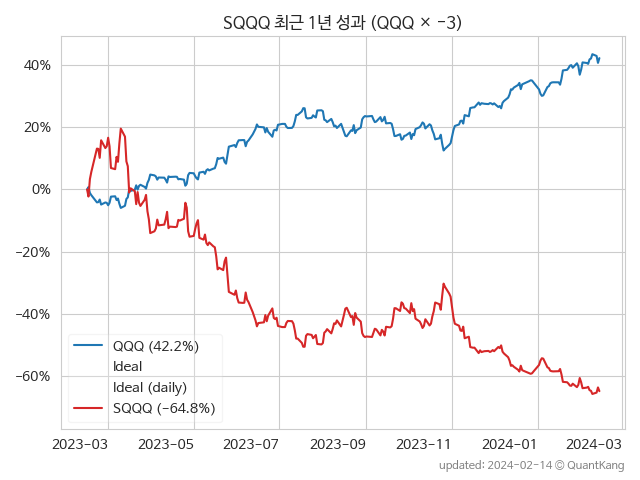 SQQQ 최근 1년 성과 (QQQ × −3)
40%
20%
0%
−20%
−40%
−60%
QQQ (42.2%)
Ideal
Ideal (daily)
SQQQ (−64.8%)
2023−03 2023−05 2023−07 2023−09 2023−11 2024−01 2024−03
updated: 2024-02-14 © QuantKang